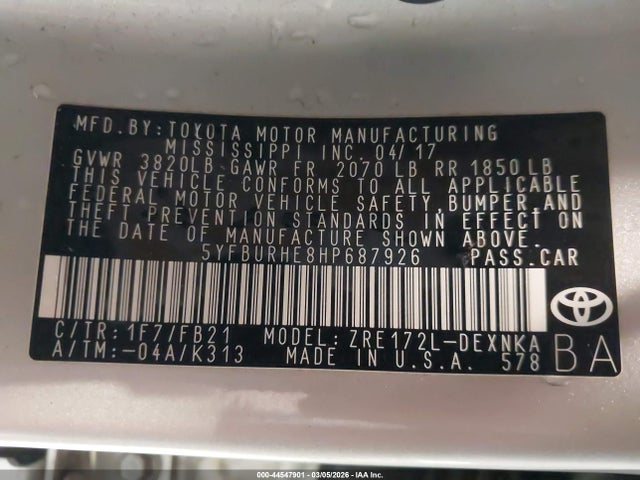 MFD. BY: TOYOTA MOTOR MANUFACTURING
MISSISSIPPI INC. 04/17
GVWR 3820LB GAWR FR 2070 LB RR 1850 LB
THIS VEHICLE CONFORMS TO ALL APPLICABLE
FEDERAL MOTOR VEHICLE SAFETY, BUMPER, AND
THEFT PREVENTION STANDARDS IN EFFECT ON
THE DATE OF MANUFACTURE SHOWN ABOVE.
5YFBURHE8HP687926 PASS.CAR
C/TR: 1F7/FB21 MODEL: ZRE172L-DEXNKA
A/TM: -04A/K313 MADE IN U.S.A. 578
BA
000-44547901 - 03/05/2026 - IAA Inc.